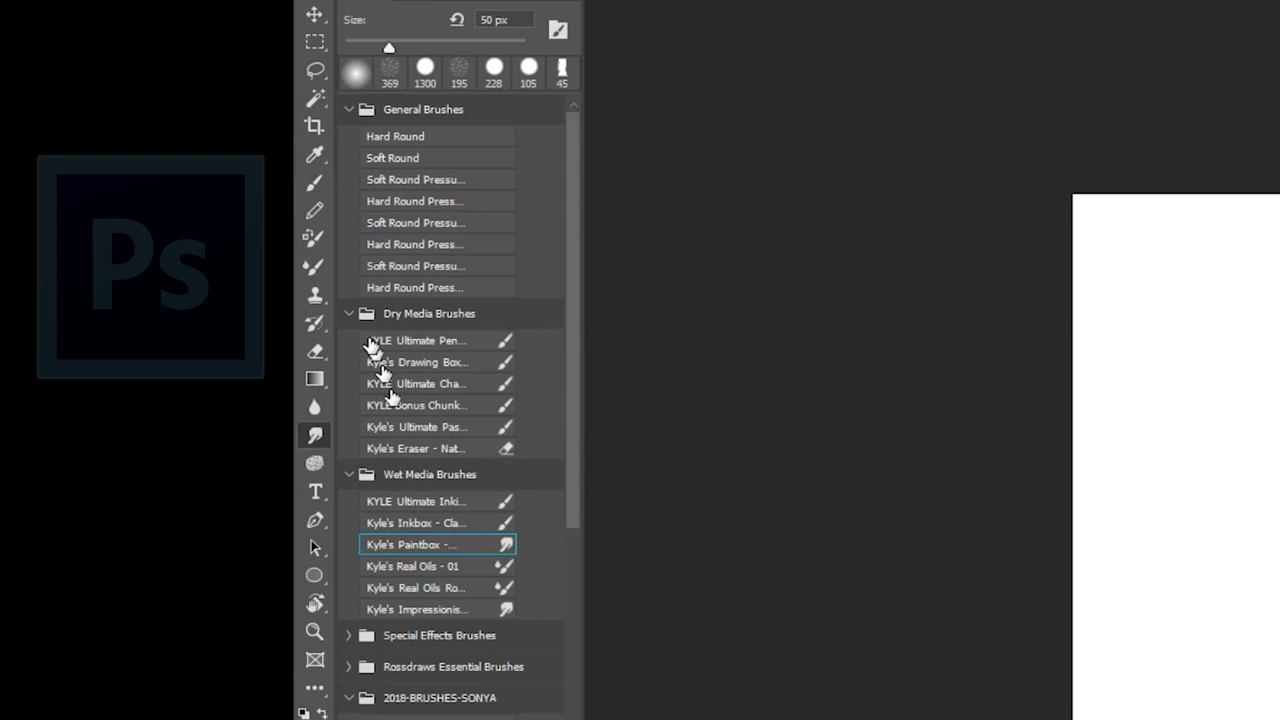 Size:
50 px
369
1300
195
228
105
45
General Brushes
Hard Round
Soft Round
Soft Round Pressu...
Hard Round Press...
Soft Round Pressu...
Hard Round Press...
Soft Round Pressu...
Hard Round Press...
Ps
Dry Media Brushes
KYLE Ultimate Pen...
Kyle's Drawing Box...
KYLE Ultimate Cha...
KYLE Bonus Chunk...
Kyle's Ultimate Pas...
Kyle's Eraser - Nat...
Wet Media Brushes
KYLE Ultimate Inki...
Kyle's Inkbox - Cla...
Kyle's Paintbox -...
Kyle's Real Oils - 01
Kyle's Real Oils Ro...
Kyle's Impressionis...
Special Effects Brushes
Rossdraws Essential Brushes
2018-BRUSHES-SONYA